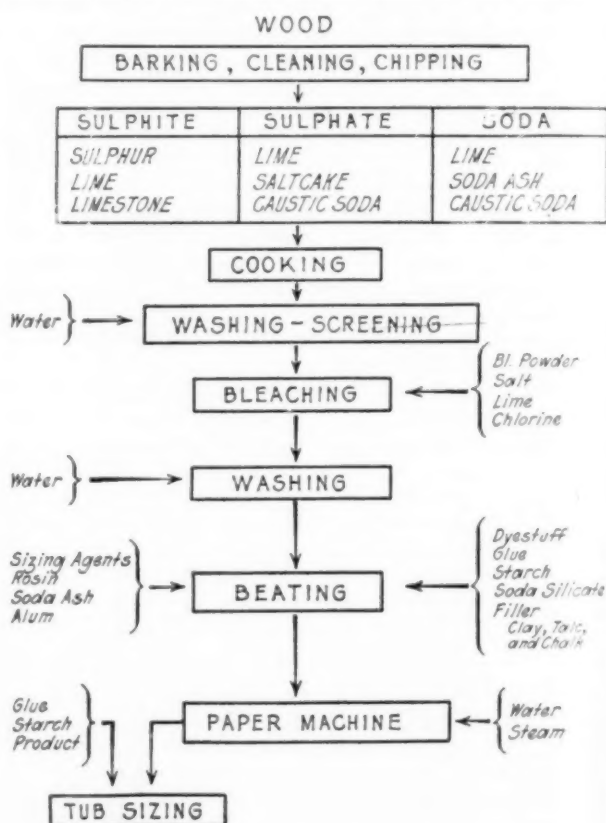 WOOD
BARKING, CLEANING, CHIPPING
SULPHITE SULPHATE SODA
SULPHUR LIME LIME
LIME SALTCAKE SODA ASH
LIMESTONE CAUSTIC SODA CAUSTIC SODA
COOKING
Water
WASHING-SCREENING
Bl. Powder
Salt
Lime
Chlorine
BLEACHING
Water
WASHING
Sizing Agents
Rosin
Soda Ash
Alum
BEATING
Dyestuff
Glue
Starch
Soda Silicate
Filler
Clay, Talc,
and Chalk
Glue
Starch
Product
PAPER MACHINE
Water
Steam
TUB SIZING